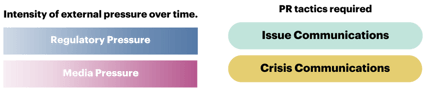 Intensity of external pressure over time.
Regulatory Pressure
Media Pressure
PR tactics required
Issue Communications
Crisis Communications